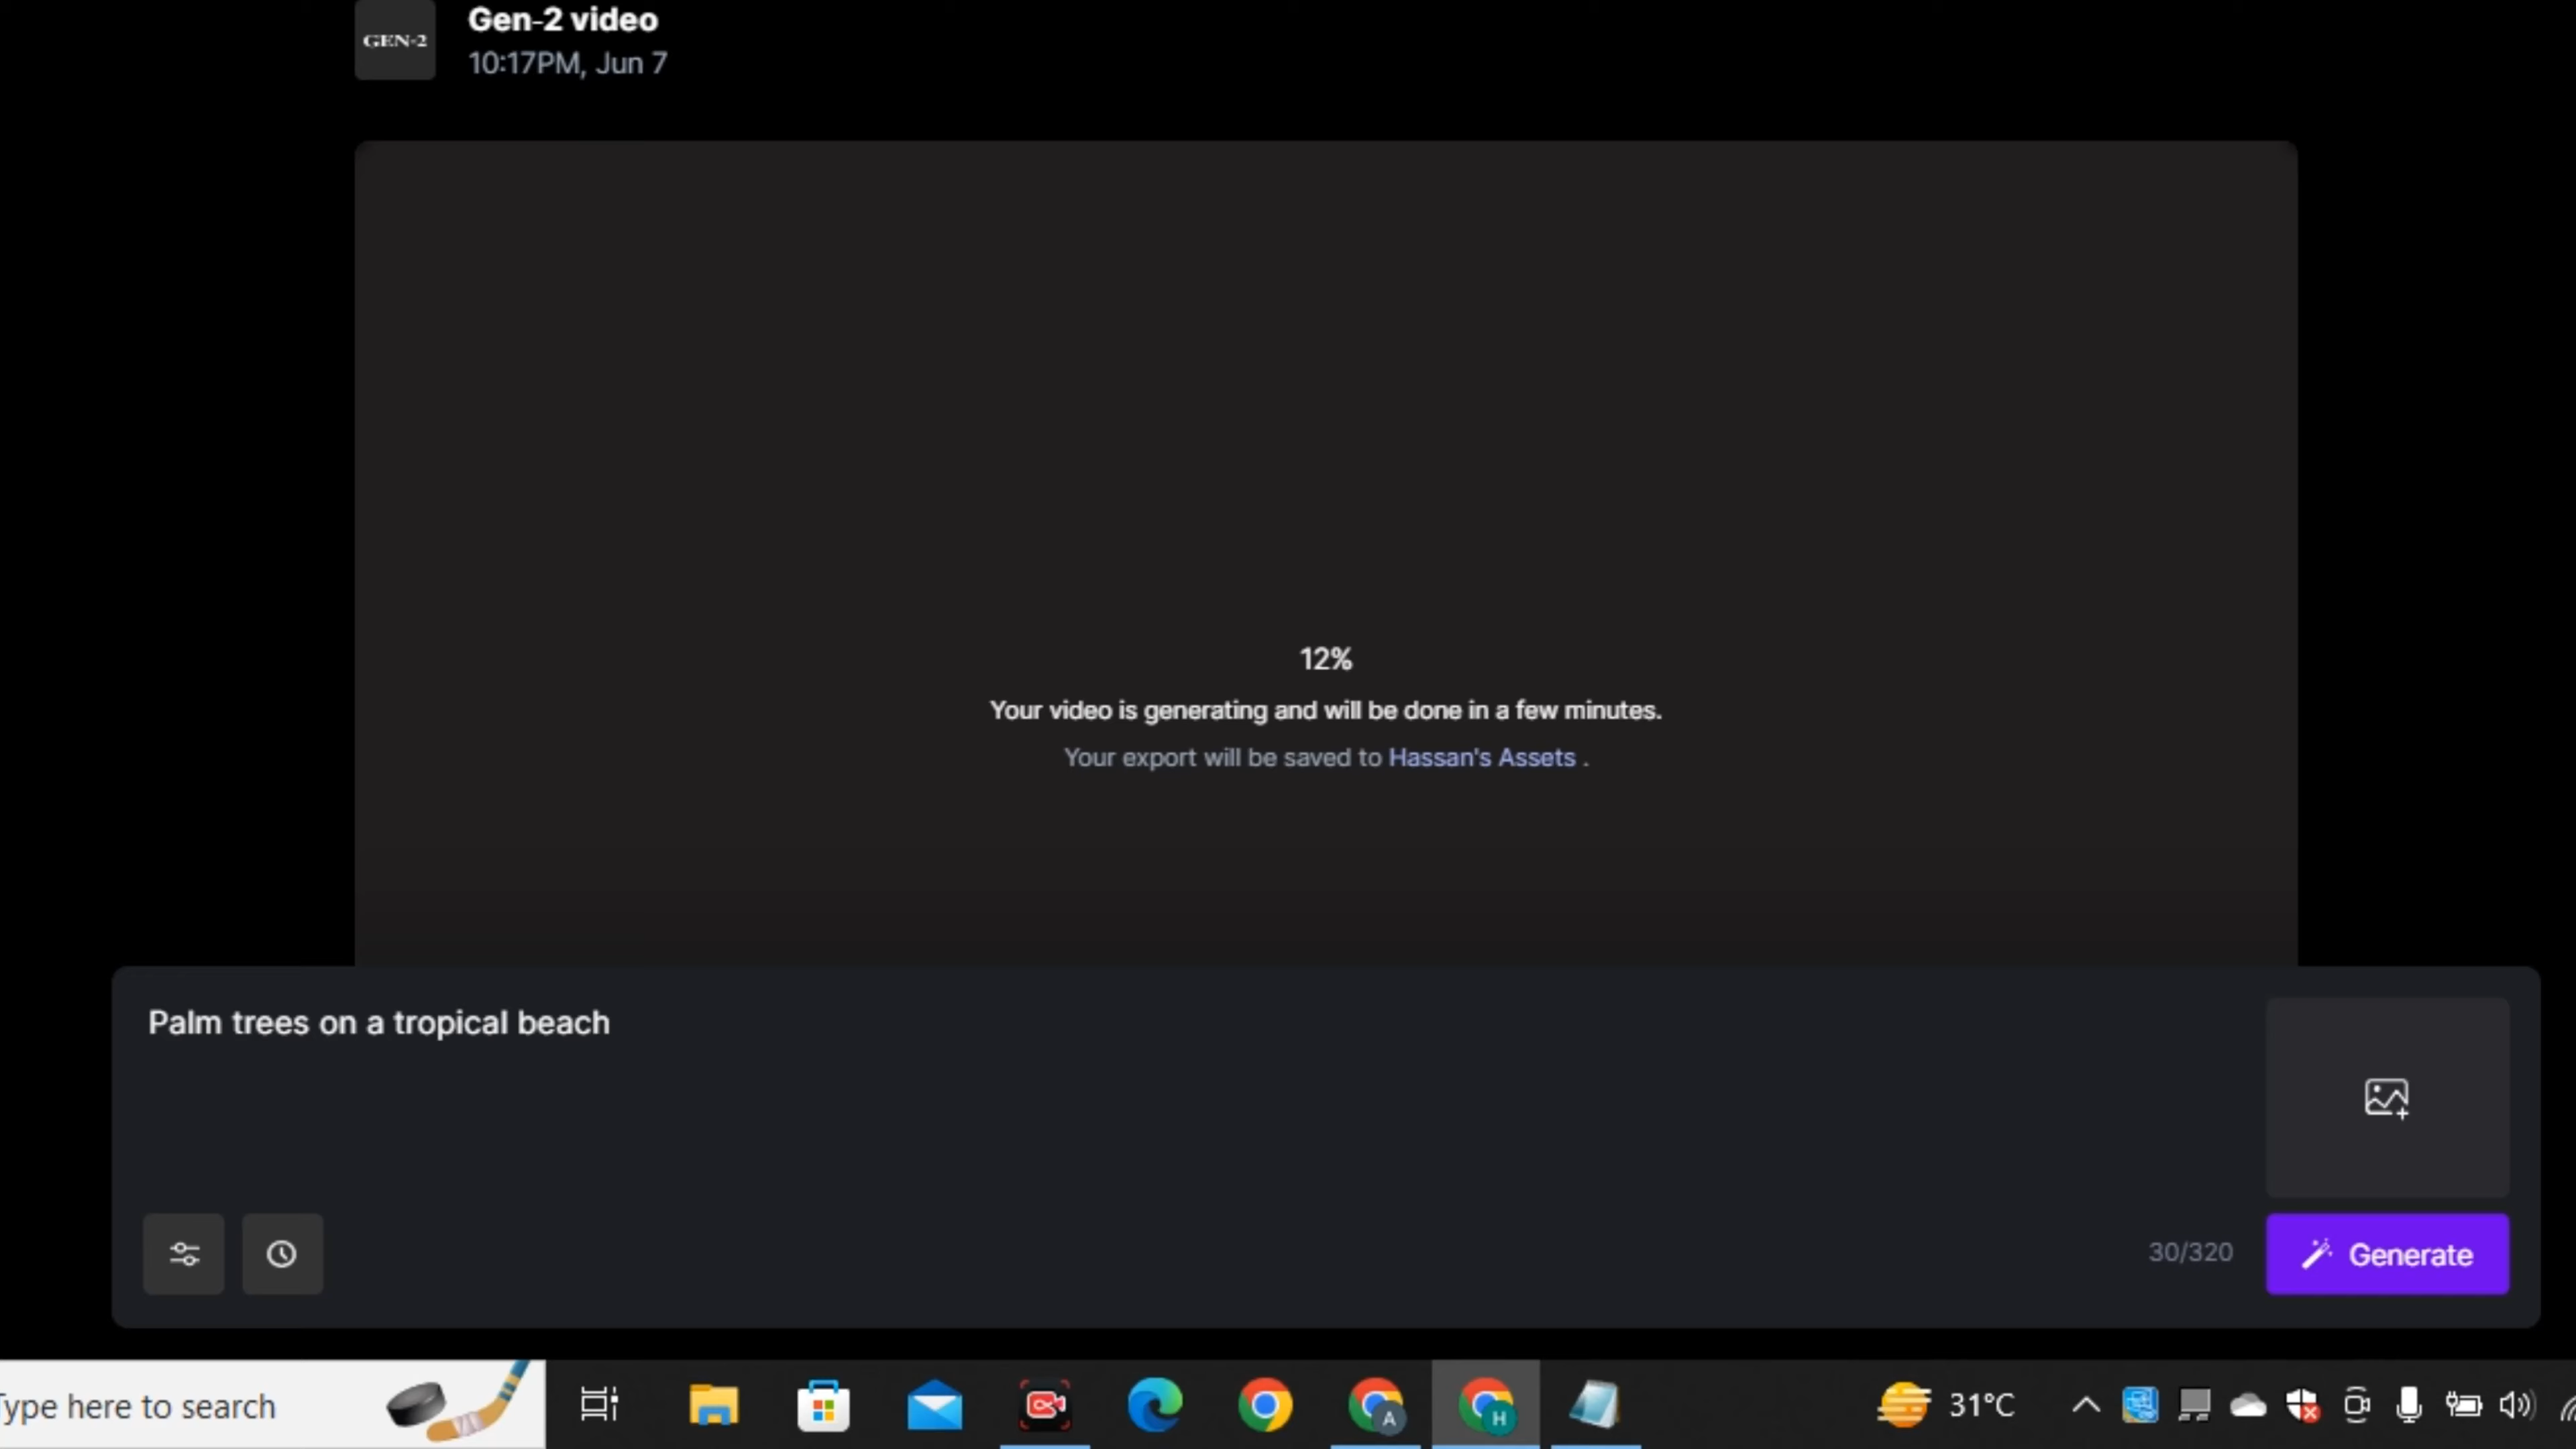 GEN-2
Gen-2 video
10:17PM, Jun 7
12%
Your video is generating and will be done in a few minutes.
Your export will be saved to Hassan's Assets .
Palm trees on a tropical beach
30/320
Generate
Type here to search
A
H
31°C